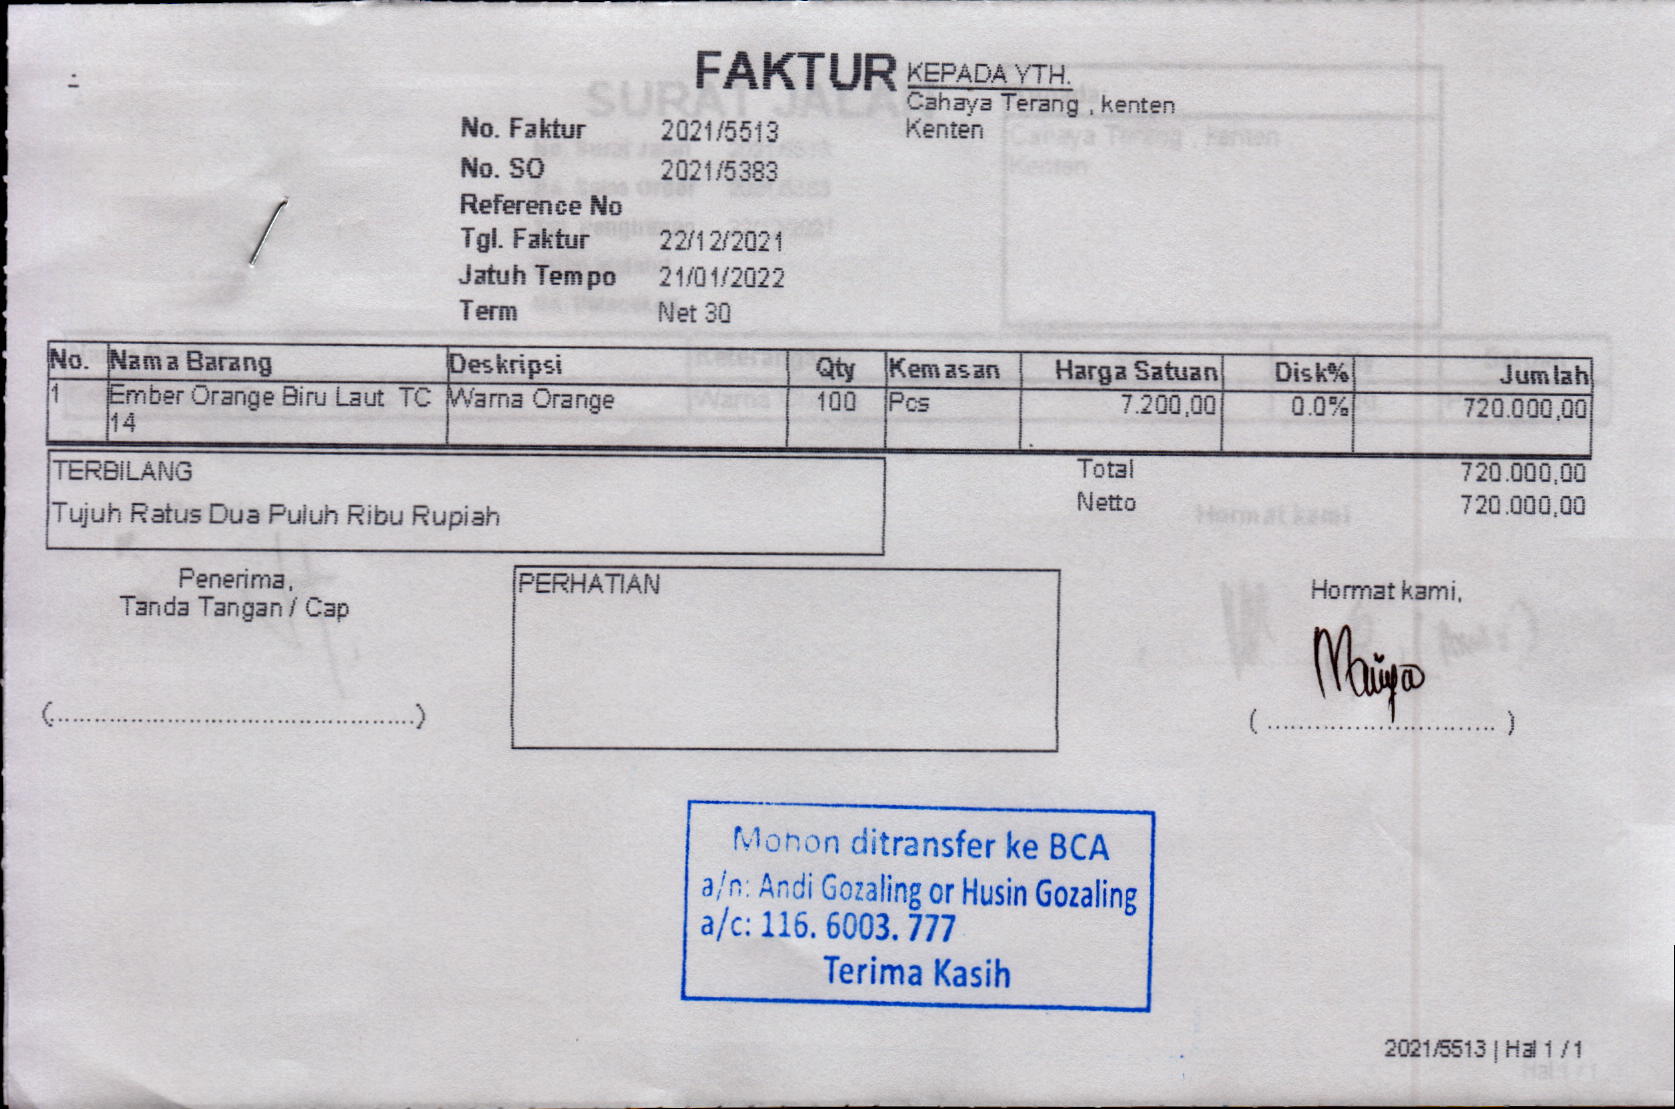 FAKTUR
KEPADA YTH.
Cahaya Terang , kenten
Kenten
No. Faktur 2021/5513
No. SO 2021/5383
Reference No
Tgl. Faktur 22/12/2021
Jatuh Tempo 21/01/2022
Term Net 30
No. Nama Barang Deskripsi Qty Kemasan Harga Satuan Disk% Jumlah
1 Ember Orange Biru Laut TC Warna Orange 100 Pcs 7.200,00 0.0% 720.000,00
14
TERBILANG
Tujuh Ratus Dua Puluh Ribu Rupiah
Total 720.000,00
Netto 720.000,00
Penerima,
Tanda Tangan / Cap
PERHATIAN
Hormat kami,
Mohon ditransfer ke BCA
a/n: Andi Gozaling or Husin Gozaling
a/c: 116. 6003. 777
Terima Kasih
2021/5513 | Hal 1 / 1